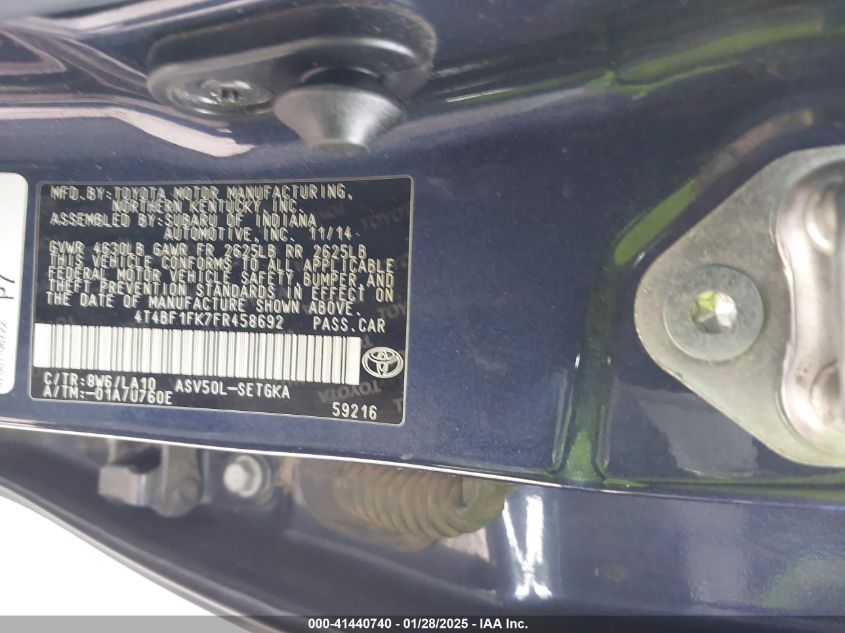 MFD.BY:TOYOTA MOTOR MANUFACTURING,
NORTHERN KENTUCKY, INC.
ASSEMBLED BY:SUBARU OF INDIANA
AUTOMOTIVE, INC. 11/14
GVWR 4630LB GAWR FR 2625LB RR 2625LB
THIS VEHICLE CONFORMS TO ALL APPLICABLE
FEDERAL MOTOR VEHICLE SAFETY BUMPER,AND
THEFT PREVENTION STANDARDS IN EFFECT ON
THE DATE OF MANUFACTURE SHOWN ABOVE.
4T4BF1FK7FR458692 PASS.CAR
C/TR:8W6/LA10 ASV50L-SETGKA
A/TM:-01A/U760E
59216
P7
000-41440740 | 01/28/2025 | IAA Inc.